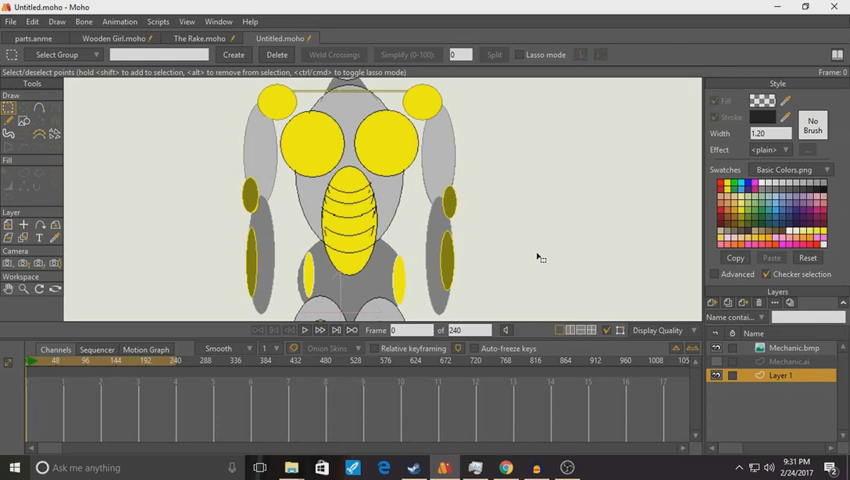 Untitled.moho - Moho
File Edit Draw Bone Animation Scripts View Window Help
parts.anme Wooden Girl.moho The Rake.moho Untitled.moho
Select Group Create Delete Weld Crossings Simplify (0-100): 0 Split Lasso mode
Select/deselect points (hold <shift> to add to selection, <alt> to remove from selection, <ctrl/cmd> to toggle lasso mode) Frame: 0
Tools
Draw
Fill
Layer
Camera
Workspace
Style
Fill
Stroke
No Brush
Width 1.20
Effect <plain> ...
Swatches Basic Colors.png
Copy Paste Reset
Advanced Checker selection
Layers
Name contai...
Name
Mechanic.bmp
Mechanic.ai
Layer 1
Frame 0 of 240 Display Quality
Channels Sequencer Motion Graph Smooth 1 Onion Skins Relative keyframing Auto-freeze keys
48 96 144 192 240 288 336 384 432 480 528 576 624 672 720 768 816 864 912 960 1008 1056
1 2 3 4 5 6 7 8 9 10 11 12 13 14 15 16 17
Ask me anything
9:31 PM
2/24/2017
2